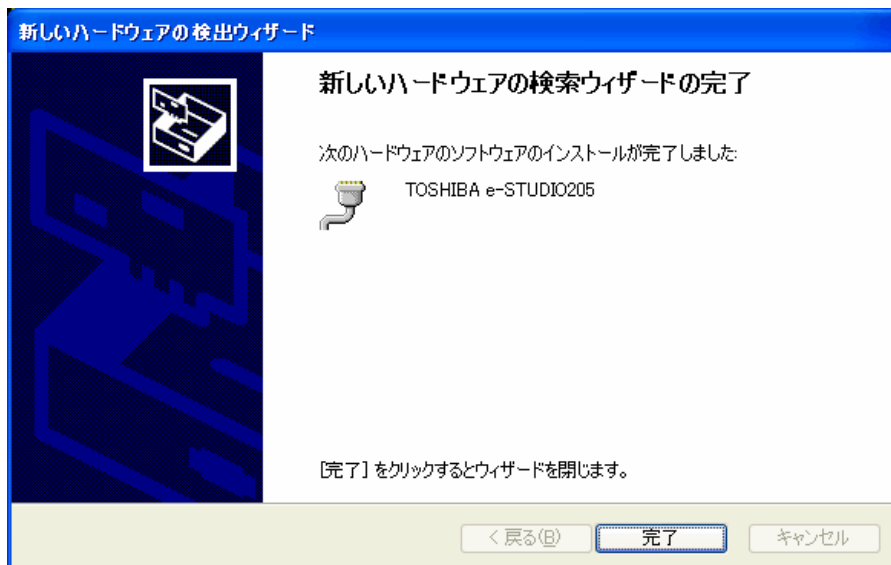 新しいハードウェアの検出ウィザード
新しいハードウェアの検索ウィザードの完了
次のハードウェアのソフトウェアのインストールが完了しました:
TOSHIBA e-STUDIO205
[完了] をクリックするとウィザードを閉じます。
< 戻る(B) 完了 キャンセル